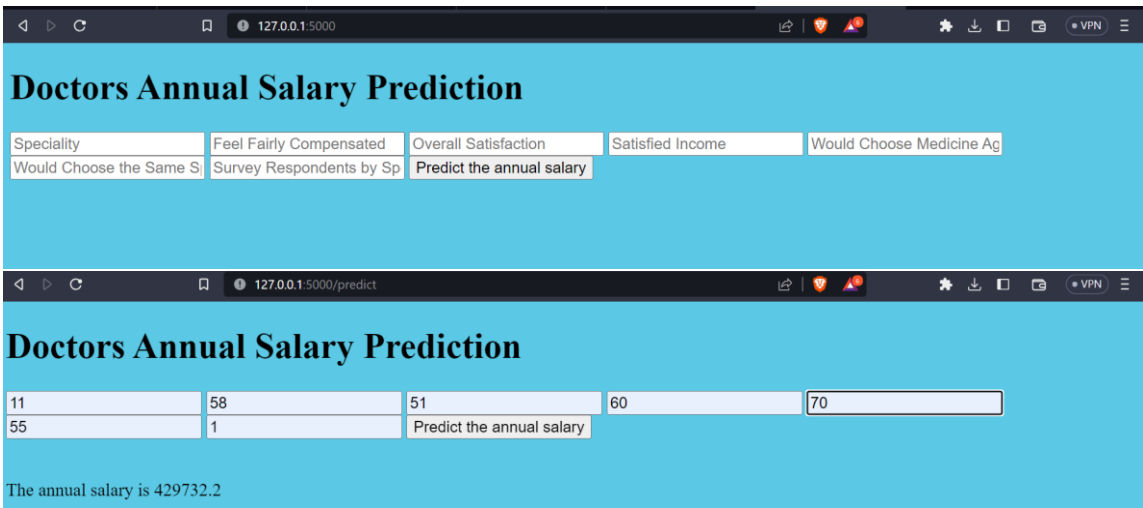 127.0.0.1:5000 VPN
Doctors Annual Salary Prediction
Speciality Feel Fairly Compensated Overall Satisfaction Satisfied Income Would Choose Medicine Ag
Would Choose the Same S Survey Respondents by Sp Predict the annual salary
127.0.0.1:5000/predict VPN
Doctors Annual Salary Prediction
11 58 51 60 70
55 1 Predict the annual salary
The annual salary is 429732.2